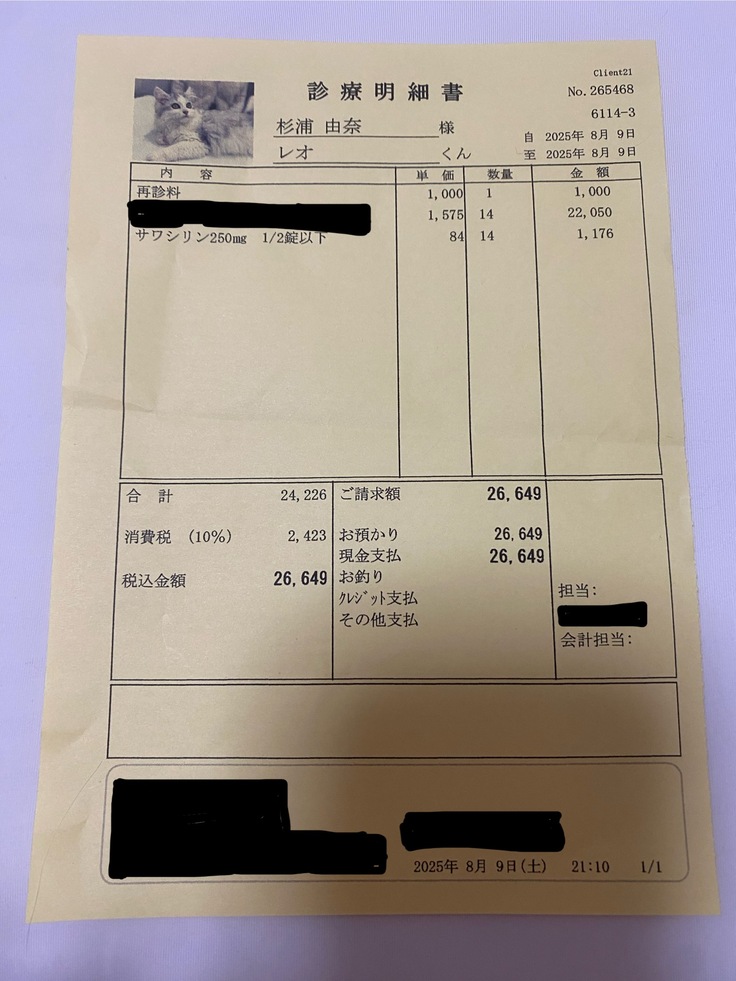 Client21
診療明細書
No.265468
杉浦 由奈 様
6114-3
レオ くん
自 2025年 8月 9日
至 2025年 8月 9日
内 容 単 価 数量 金 額
再診料 1,000 1 1,000
1,575 14 22,050
サワシリン250mg 1/2錠以下 84 14 1,176
合 計 24,226 ご請求額 26,649
消費税 (10%) 2,423 お預かり 26,649
現金支払 26,649
税込金額 26,649 お釣り
ｸﾚｼﾞｯﾄ支払
その他支払
担当:
会計担当:
2025年 8月 9日(土) 21:10 1/1